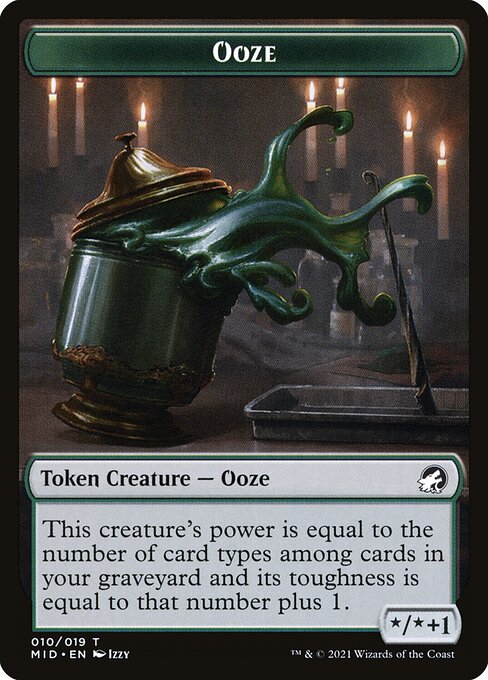 Ooze
Token Creature — Ooze
This creature's power is equal to the
number of card types among cards in
your graveyard and its toughness is
equal to that number plus 1.
★/★+1
010/019 T
MID • EN Izzy
™ & © 2021 Wizards of the Coast